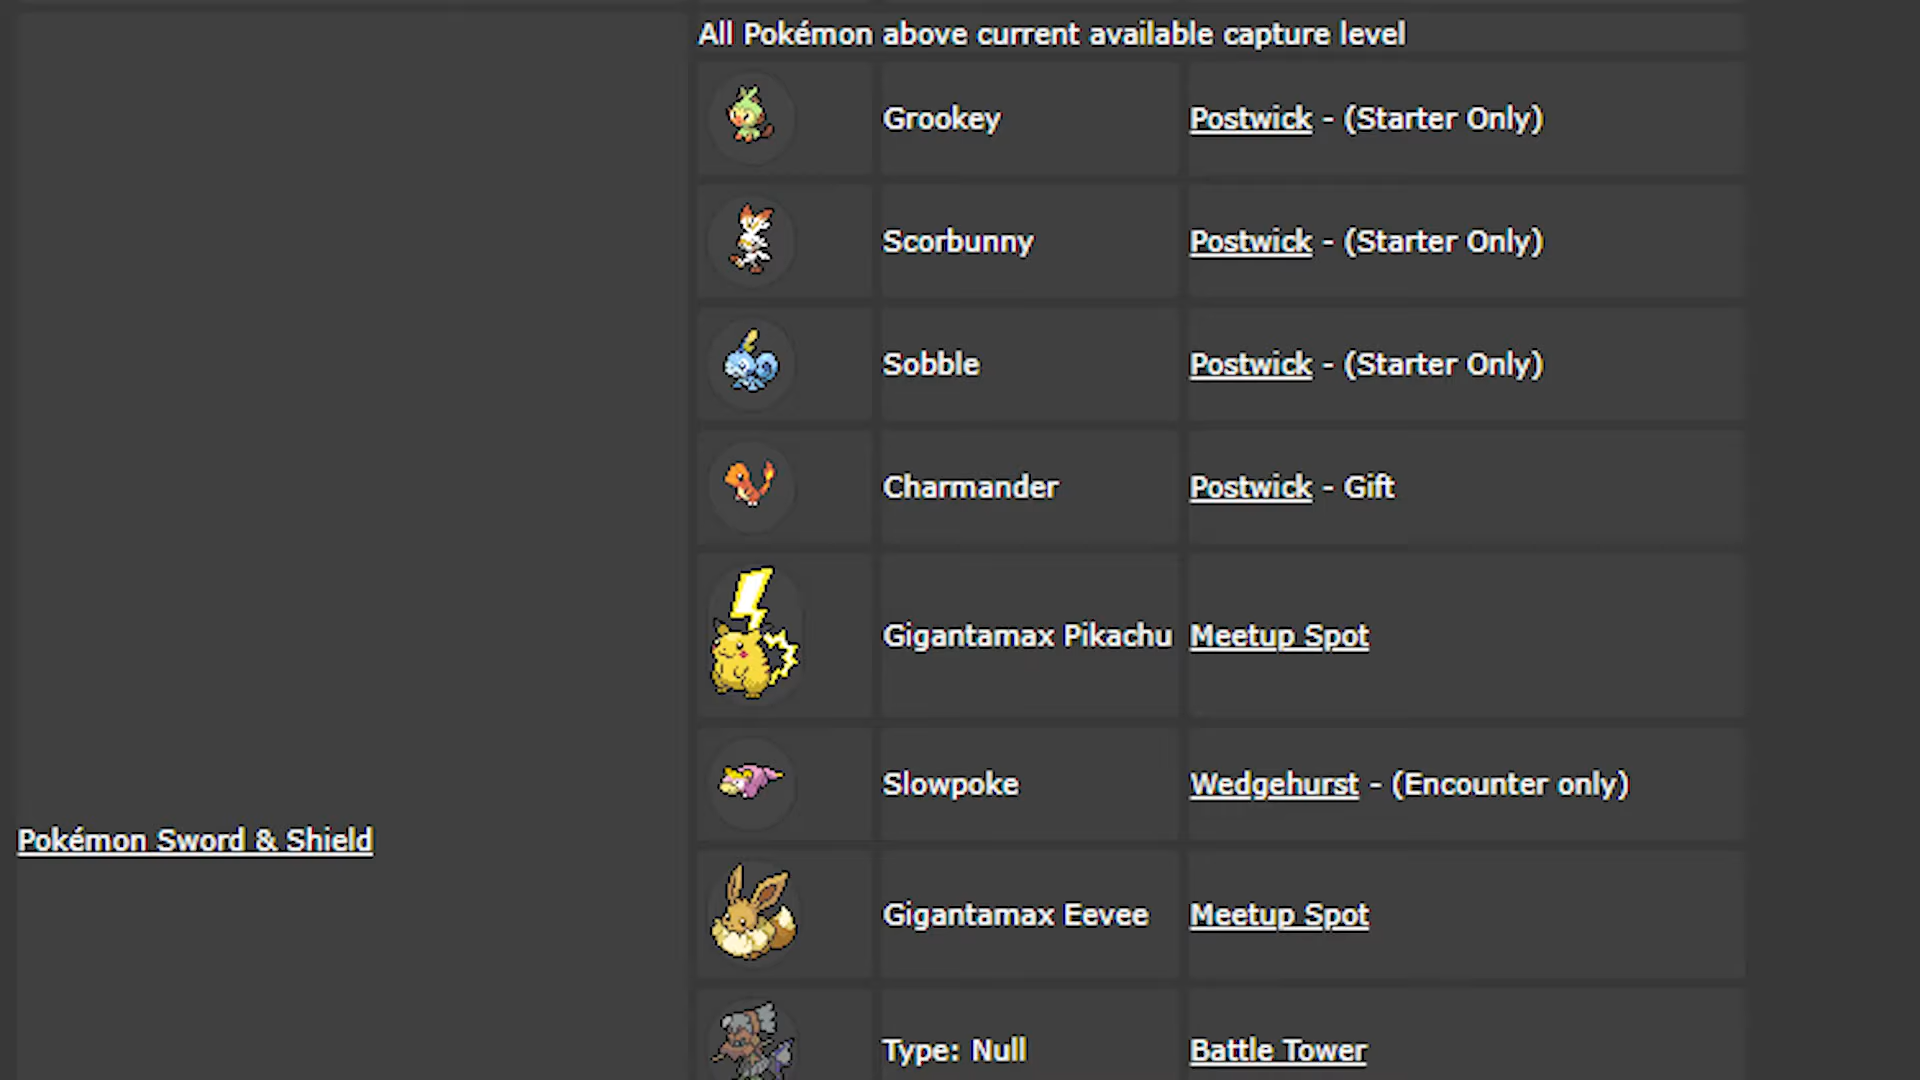 All Pokémon above current available capture level
Grookey Postwick - (Starter Only)
Scorbunny Postwick - (Starter Only)
Sobble Postwick - (Starter Only)
Charmander Postwick - Gift
Gigantamax Pikachu Meetup Spot
Slowpoke Wedgehurst - (Encounter only)
Pokémon Sword & Shield
Gigantamax Eevee Meetup Spot
Type: Null Battle Tower